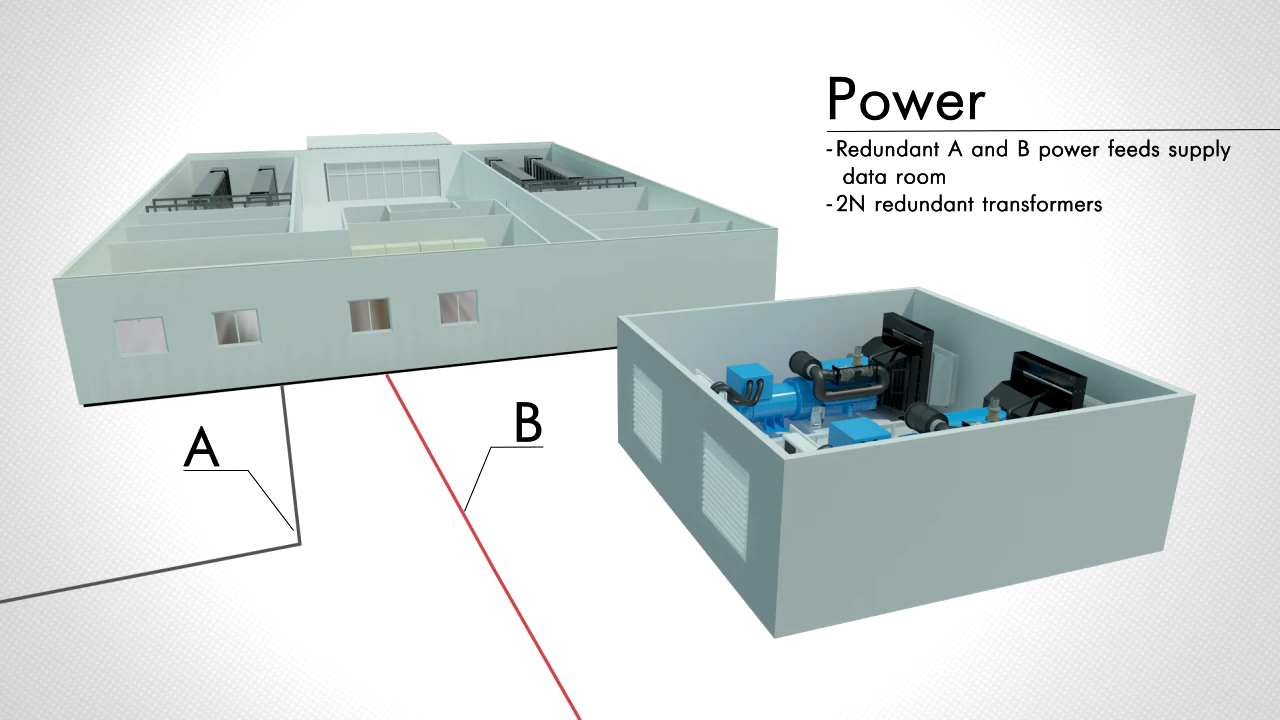 Power
-Redundant A and B power feeds supply
data room
-2N redundant transformers
B
A